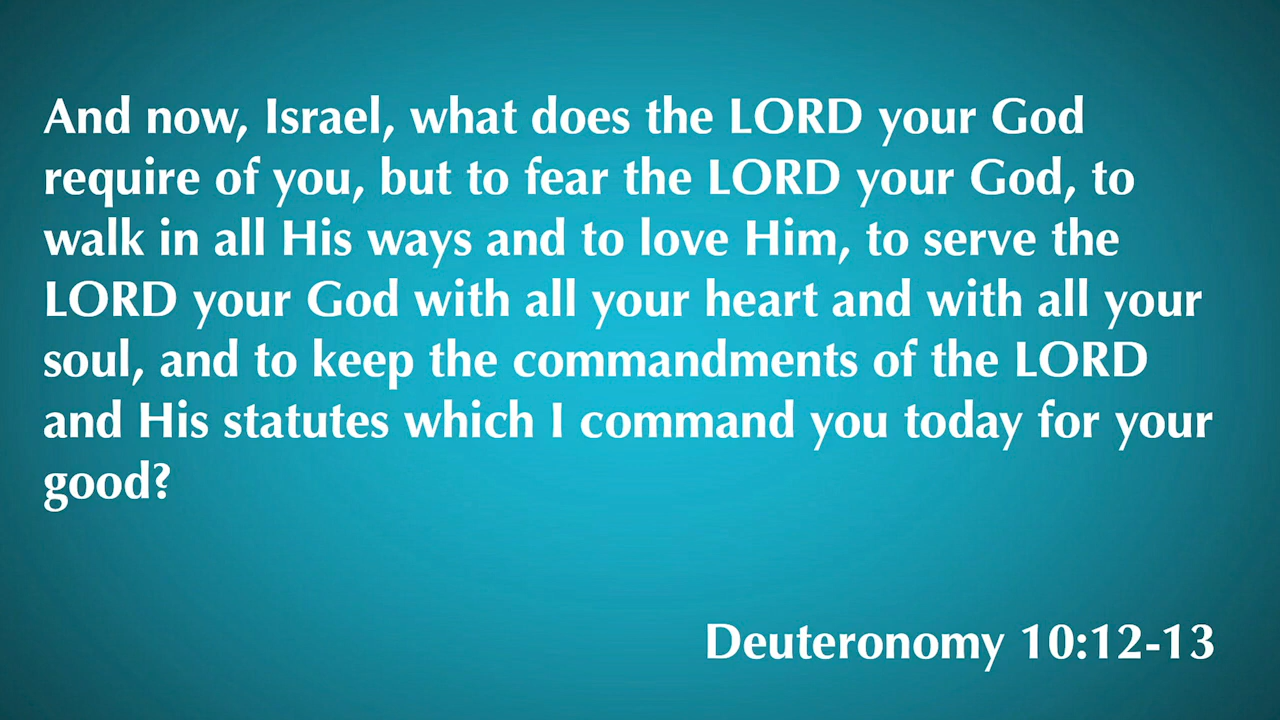 And now, Israel, what does the LORD your God
require of you, but to fear the LORD your God, to
walk in all His ways and to love Him, to serve the
LORD your God with all your heart and with all your
soul, and to keep the commandments of the LORD
and His statutes which I command you today for your
good?
Deuteronomy 10:12-13